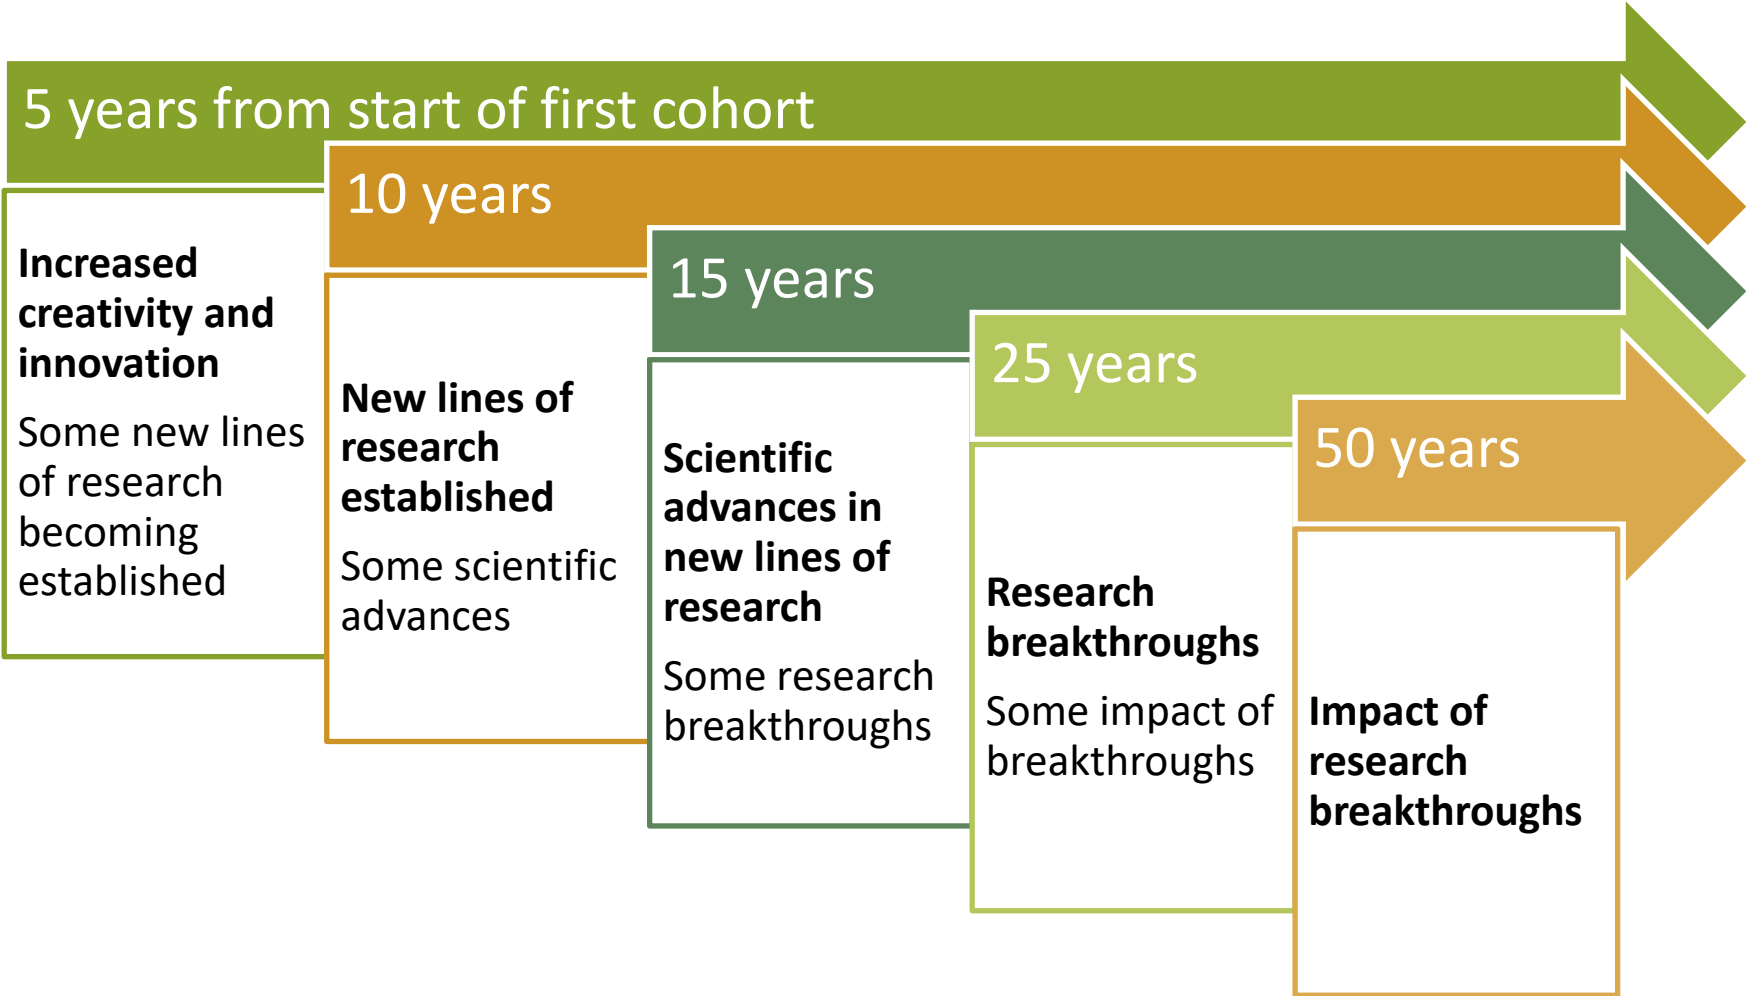 5 years from start of first cohort
Increased
creativity and
innovation
Some new lines
of research
becoming
established
10 years
New lines of
research
established
Some scientific
advances
15 years
Scientific
advances in
new lines of
research
Some research
breakthroughs
25 years
Research
breakthroughs
Some impact of
breakthroughs
50 years
Impact of
research
breakthroughs